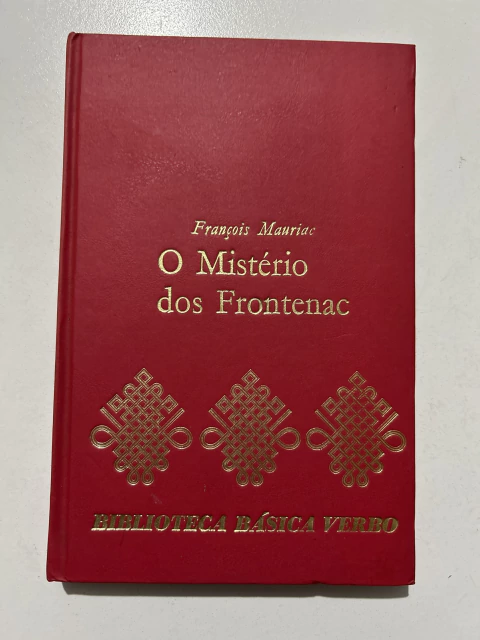 François Mauriac
O Mistério
dos Frontenac
BIBLIOTECA BÁSICA VERBO